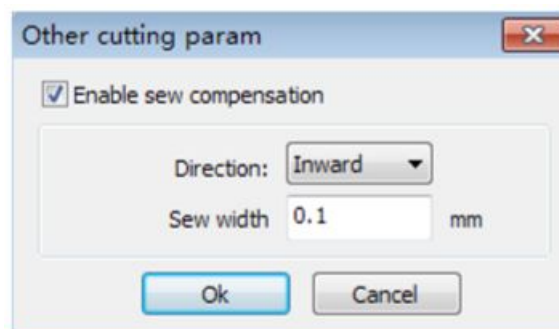 Other cutting param
Enable sew compensation
Direction: Inward
Sew width 0.1 mm
Ok Cancel